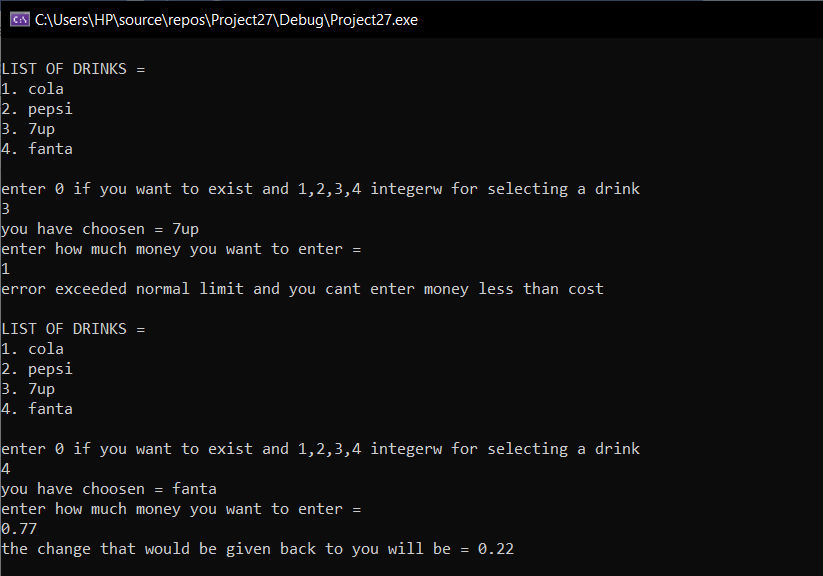 C:\Users\HP\source\repos\Project27\Debug\Project27.exe
LIST OF DRINKS =
1. cola
2. pepsi
3. 7up
4. fanta
enter 0 if you want to exist and 1,2,3,4 integerw for selecting a drink
3
you have choosen = 7up
enter how much money you want to enter =
1
error exceeded normal limit and you cant enter money less than cost
LIST OF DRINKS =
1. cola
2. pepsi
3. 7up
4. fanta
enter 0 if you want to exist and 1,2,3,4 integerw for selecting a drink
4
you have choosen = fanta
enter how much money you want to enter =
0.77
the change that would be given back to you will be = 0.22